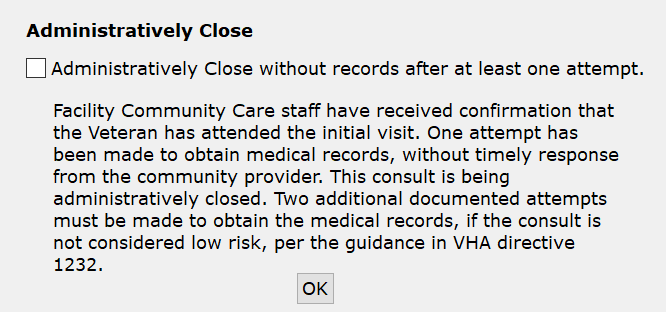 Administratively Close
Administratively Close without records after at least one attempt.
Facility Community Care staff have received confirmation that
the Veteran has attended the initial visit. One attempt has
been made to obtain medical records, without timely response
from the community provider. This consult is being
administratively closed. Two additional documented attempts
must be made to obtain the medical records, if the consult is
not considered low risk, per the guidance in VHA directive
1232.
OK